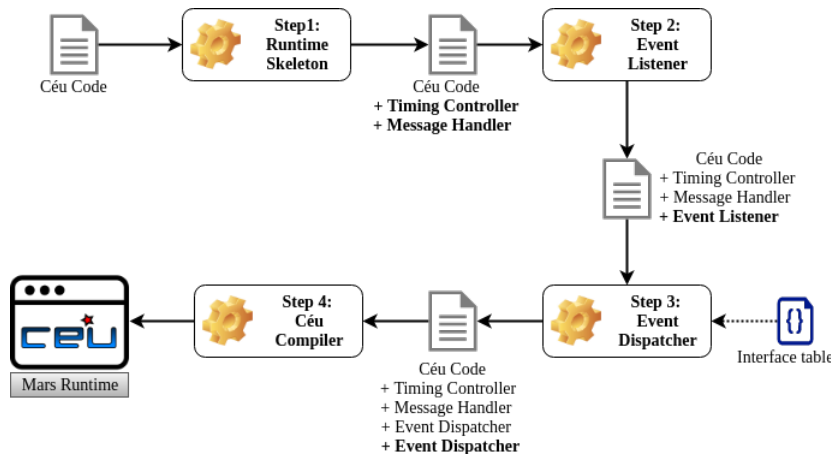 Céu Code
Step1:
Runtime
Skeleton
Céu Code
+ Timing Controller
+ Message Handler
Step 2:
Event
Listener
Céu Code
+ Timing Controller
+ Message Handler
+ Event Listener
Step 3:
Event
Dispatcher
{}
Interface table
Céu Code
+ Timing Controller
+ Message Handler
+ Event Dispatcher
+ Event Dispatcher
Step 4:
Céu
Compiler
céu
Mars Runtime